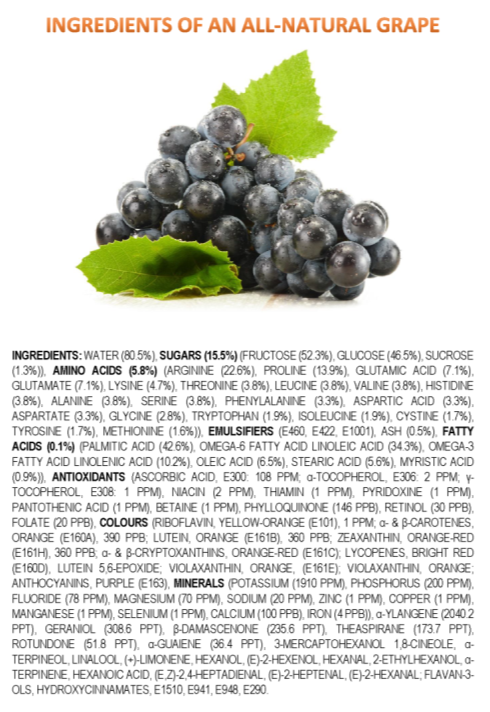 INGREDIENTS OF AN ALL-NATURAL GRAPE
INGREDIENTS: WATER (80.5%), SUGARS (15.5%) (FRUCTOSE (52.3%), GLUCOSE (46.5%), SUCROSE
(1.3%)), AMINO ACIDS (5.8%) (ARGININE (22.6%), PROLINE (13.9%), GLUTAMIC ACID (7.1%),
GLUTAMATE (7.1%), LYSINE (4.7%), THREONINE (3.8%), LEUCINE (3.8%), VALINE (3.8%), HISTIDINE
(3.8%), ALANINE (3.8%), SERINE (3.8%), PHENYLALANINE (3.3%), ASPARTIC ACID (3.3%),
ASPARTATE (3.3%), GLYCINE (2.8%), TRYPTOPHAN (1.9%), ISOLEUCINE (1.9%), CYSTINE (1.7%),
TYROSINE (1.7%), METHIONINE (1.6%)), EMULSIFIERS (E460, E422, E1001), ASH (0.5%), FATTY
ACIDS (0.1%) (PALMITIC ACID (42.6%), OMEGA-6 FATTY ACID LINOLEIC ACID (34.3%), OMEGA-3
FATTY ACID LINOLENIC ACID (10.2%), OLEIC ACID (6.5%), STEARIC ACID (5.6%), MYRISTIC ACID
(0.9%)), ANTIOXIDANTS (ASCORBIC ACID, E300: 108 PPM; α-TOCOPHEROL, E306: 2 PPM; γ-
TOCOPHEROL, E308: 1 PPM), NIACIN (2 PPM), THIAMIN (1 PPM), PYRIDOXINE (1 PPM),
PANTOTHENIC ACID (1 PPM), BETAINE (1 PPM), PHYLLOQUINONE (146 PPB), RETINOL (30 PPB),
FOLATE (20 PPB). COLOURS (RIBOFLAVIN, YELLOW-ORANGE (E101), 1 PPM; α- & β-CAROTENES,
ORANGE (E160A), 390 PPB; LUTEIN, ORANGE (E161B), 360 PPB; ZEAXANTHIN, ORANGE-RED
(E161H), 360 PPB; α- & β-CRYPTOXANTHINS, ORANGE-RED (E161C); LYCOPENES, BRIGHT RED
(E160D), LUTEIN 5,6-EPOXIDE; VIOLAXANTHIN, ORANGE, (E161E); VIOLAXANTHIN, ORANGE;
ANTHOCYANINS, PURPLE (E163), MINERALS (POTASSIUM (1910 PPM), PHOSPHORUS (200 PPM),
FLUORIDE (78 PPM), MAGNESIUM (70 PPM), SODIUM (20 PPM), ZINC (1 PPM), COPPER (1 PPM),
MANGANESE (1 PPM), SELENIUM (1 PPM), CALCIUM (100 PPB), IRON (4 PPB)), α-YLANGENE (2040.2
PPT), GERANIOL (308.6 PPT), β-DAMASCENONE (235.6 PPT), THEASPIRANE (173.7 PPT),
ROTUNDONE (51.8 PPT), α-GUAIENE (36.4 PPT), 3-MERCAPTOHEXANOL 1,8-CINEOLE, α-
TERPINEOL, LINALOOL, (+)-LIMONENE, HEXANOL, (E)-2-HEXENOL, HEXANAL, 2-ETHYLHEXANOL, α-
TERPINENE, HEXANOIC ACID, (E,Z)-2,4-HEPTADIENAL, (E)-2-HEPTENAL, (E)-2-HEXANAL; FLAVAN-3-
OLS, HYDROXYCINNAMATES, E1510, E941, E948, E290.